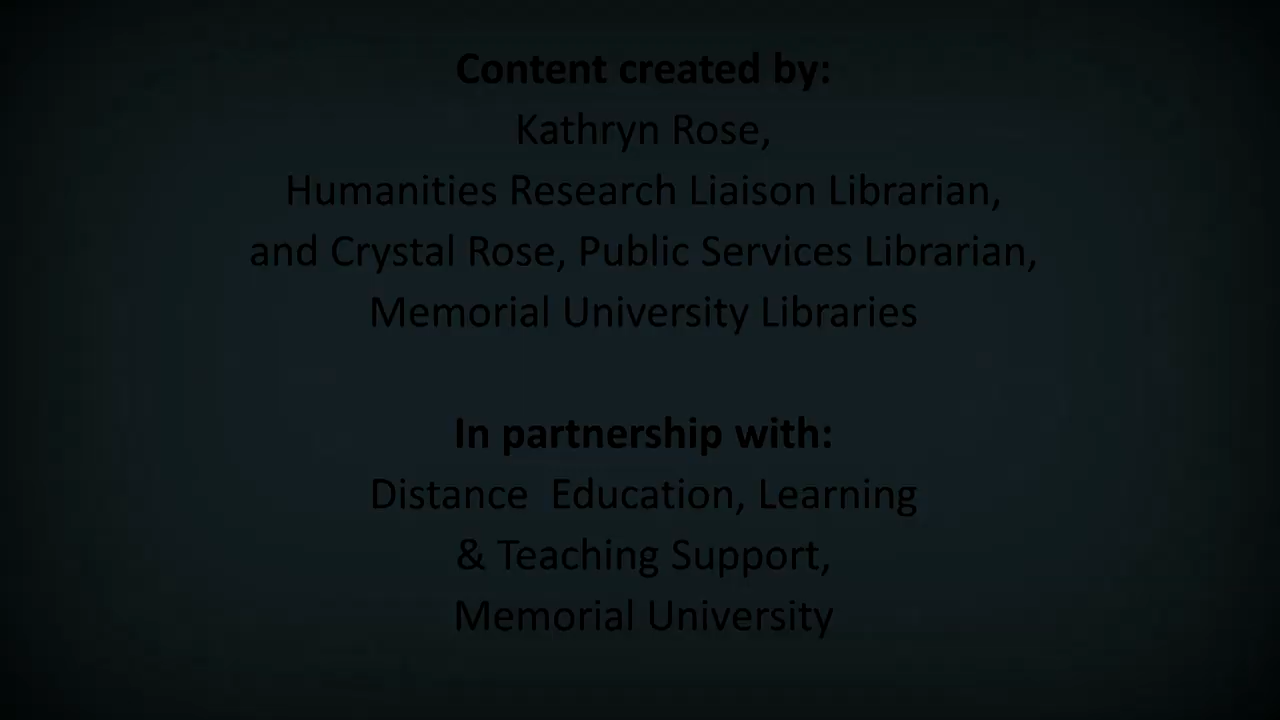 Content created by:
Kathryn Rose,
Humanities Research Liaison Librarian,
and Crystal Rose, Public Services Librarian,
Memorial University Libraries
In partnership with:
Distance  Education, Learning
& Teaching Support,
Memorial University